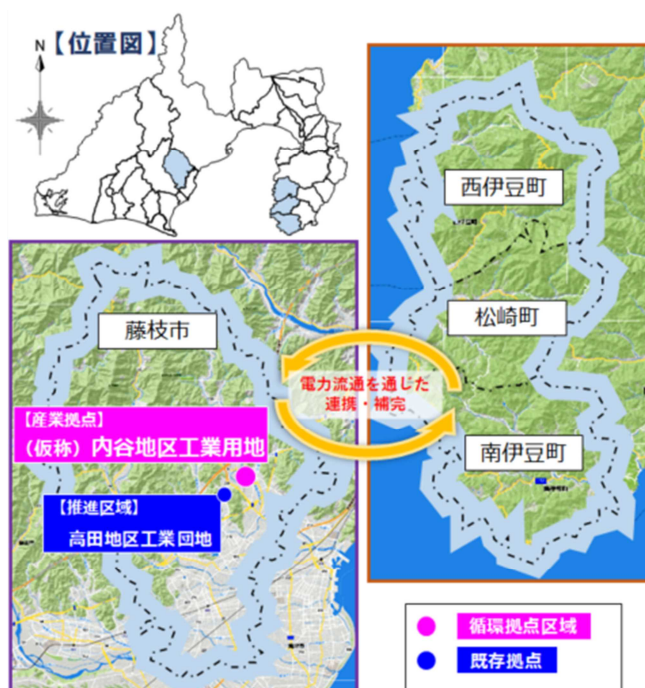 N
【位置図】
西伊豆町
松崎町
南伊豆町
藤枝市
電力流通を通じた
連携・補完
【産業拠点】
（仮称）内谷地区工業用地
【推進区域】
高田地区工業団地
循環拠点区域
既存拠点